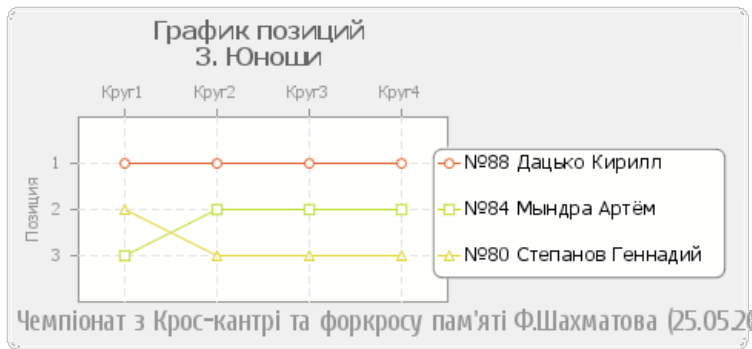 График позиций
3. Юноши
Круг1 Круг2 Круг3 Круг4
Позиция
1
2
3
№88 Дацько Кирилл
№84 Мындра Артём
№80 Степанов Геннадий
Чемпіонат з Крос-кантрі та форкросу пам'яті Ф.Шахматова (25.05.20